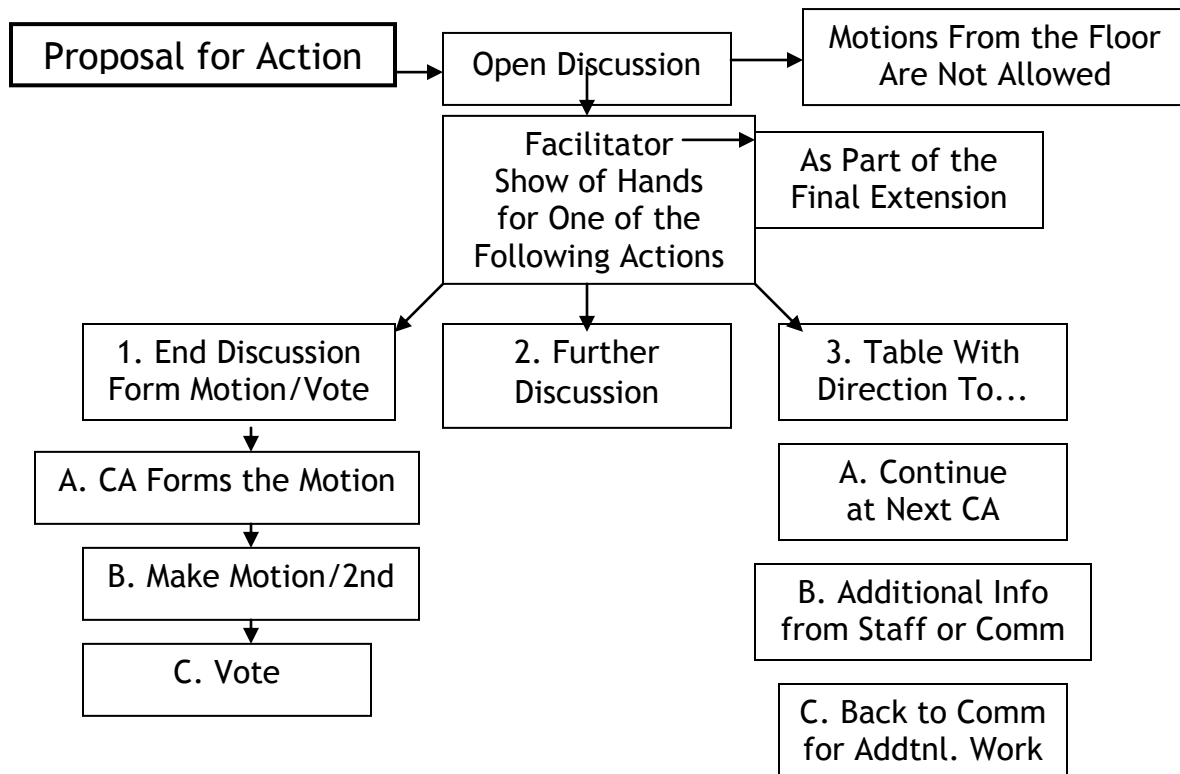 Proposal for Action
Open Discussion
Motions From the Floor
Are Not Allowed
Facilitator
Show of Hands
for One of the
Following Actions
As Part of the
Final Extension
1. End Discussion
Form Motion/Vote
2. Further
Discussion
3. Table With
Direction To...
A. CA Forms the Motion
B. Make Motion/2nd
C. Vote
A. Continue
at Next CA
B. Additional Info
from Staff or Comm
C. Back to Comm
for Addtnl. Work